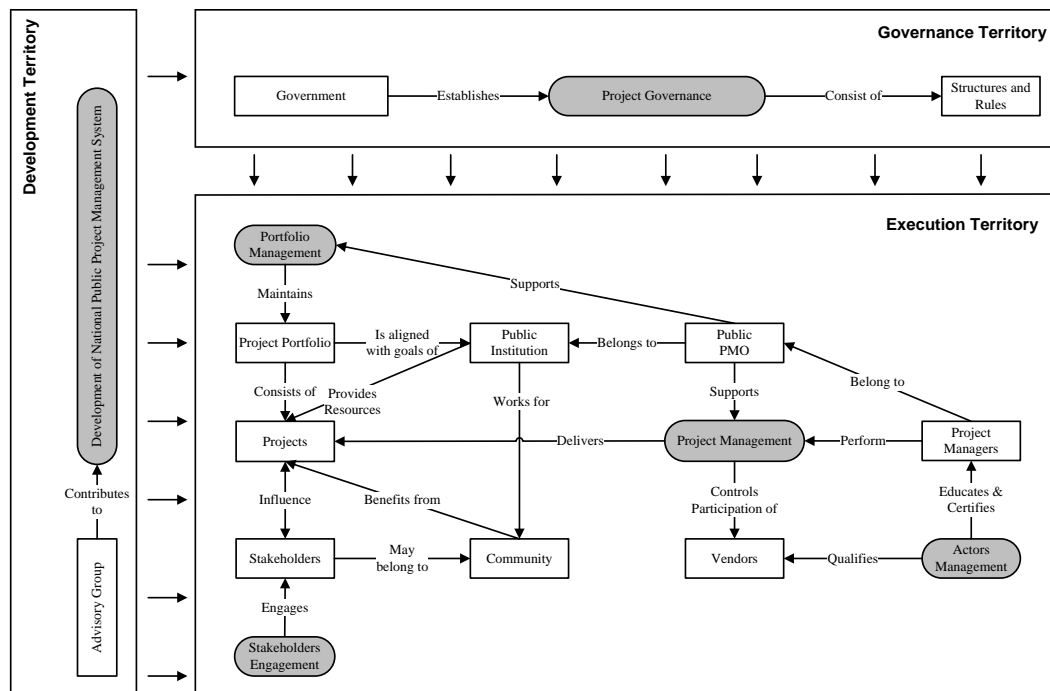 Development Territory
Development of National Public Project Management System
Contributes
to
Advisory Group
Governance Territory
Government
Establishes
Project Governance
Consist of
Structures and
Rules
Execution Territory
Portfolio
Management
Supports
Maintains
Project Portfolio
Is aligned
with goals of
Public
Institution
Belongs to
Public
PMO
Belong to
Consists of
Provides
Resources
Works for
Supports
Projects
Delivers
Project Management
Perform
Project
Managers
Influence
Benefits from
Controls
Participation of
Educates &
Certifies
Stakeholders
May
belong to
Community
Vendors
Qualifies
Actors
Management
Engages
Stakeholders
Engagement